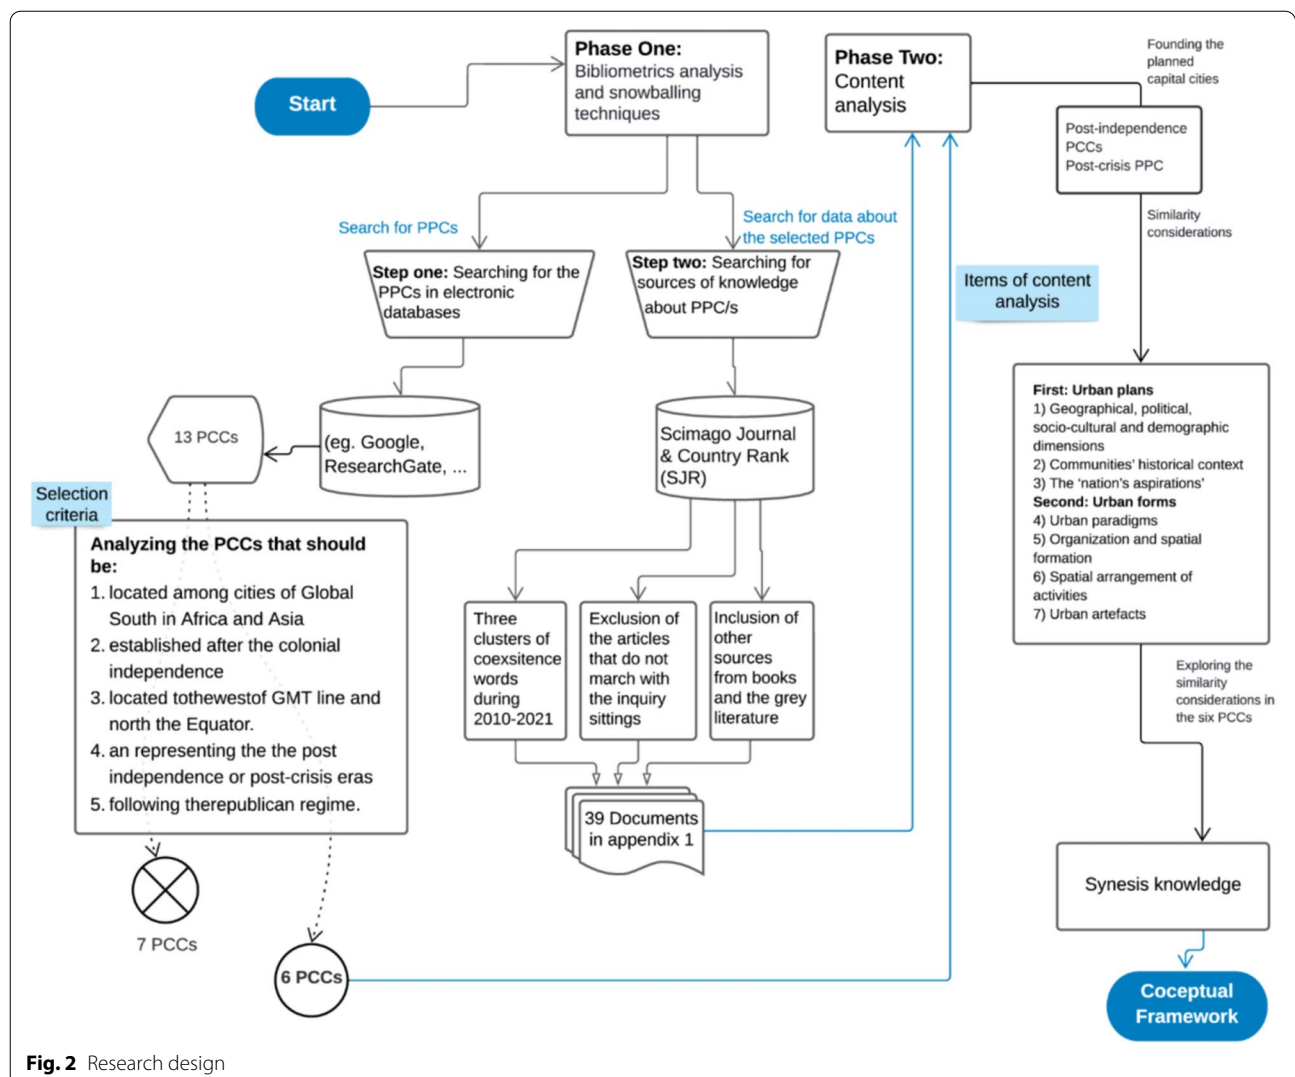 Start
Phase One:
Bibliometrics analysis
and snowballing
techniques
Search for PPCs
Search for data about
the selected PPCs
Step one: Searching for the
PPCs in electronic
databases
Step two: Searching for
sources of knowledge
about PPC/s
13 PCCs
(eg. Google,
ResearchGate, ...
Scimago Journal
& Country Rank
(SJR)
Selection
criteria
Analyzing the PCCs that should
be:
1. located among cities of Global
South in Africa and Asia
2. established after the colonial
independence
3. located tothewestof GMT line and
north the Equator.
4. an representing the the post
independence or post-crisis eras
5. following therepublican regime.
7 PCCs
6 PCCs
Three
clusters of
coexsitence
words
during
2010-2021
Exclusion of
the articles
that do not
march with
the inquiry
sittings
Inclusion of
other
sources
from books
and the grey
literature
39 Documents
in appendix 1
Phase Two:
Content
analysis
Founding the
planned
capital cities
Post-independence
PCCs
Post-crisis PPC
Similarity
considerations
Items of content
analysis
First: Urban plans
1) Geographical, political,
socio-cultural and demographic
dimensions
2) Communities' historical context
3) The 'nation's aspirations'
Second: Urban forms
4) Urban paradigms
5) Organization and spatial
formation
6) Spatial arrangement of
activities
7) Urban artefacts
Exploring the
similarity
considerations in
the six PCCs
Synesis knowledge
Coceptual
Framework
Fig. 2 Research design